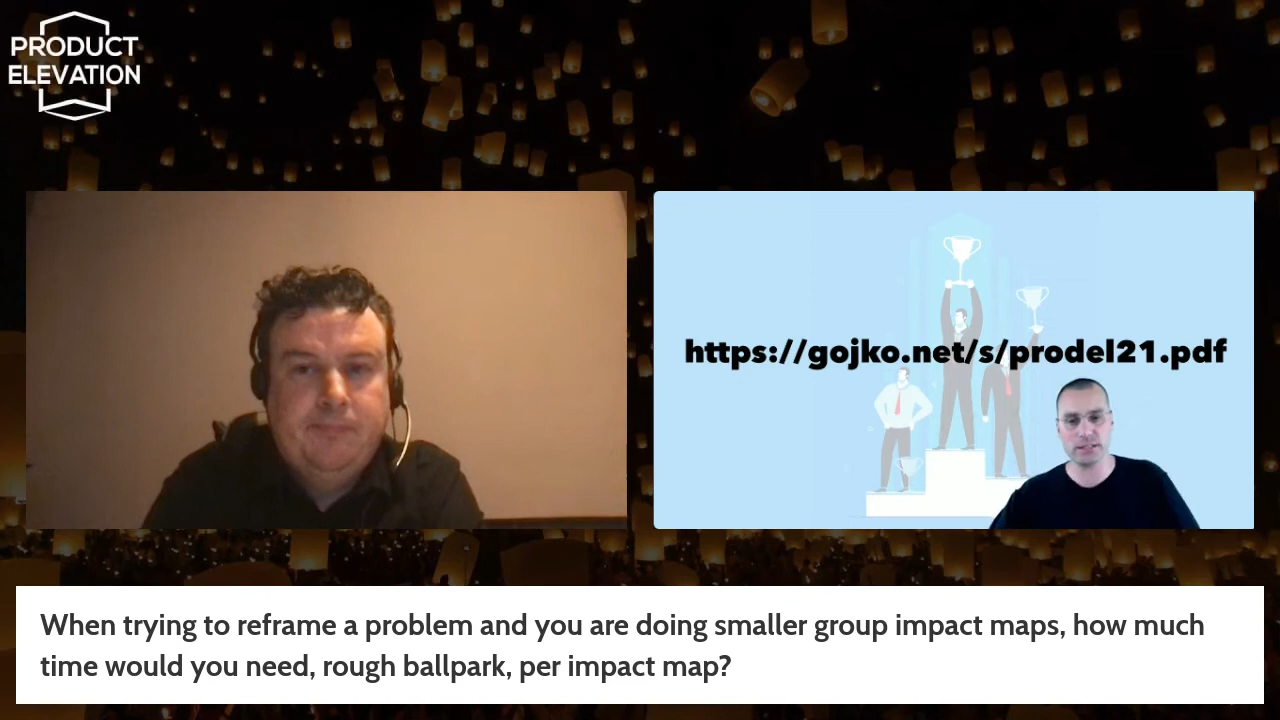 PRODUCT
ELEVATION
https://gojko.net/s/prodel21.pdf
When trying to reframe a problem and you are doing smaller group impact maps, how much
time would you need, rough ballpark, per impact map?